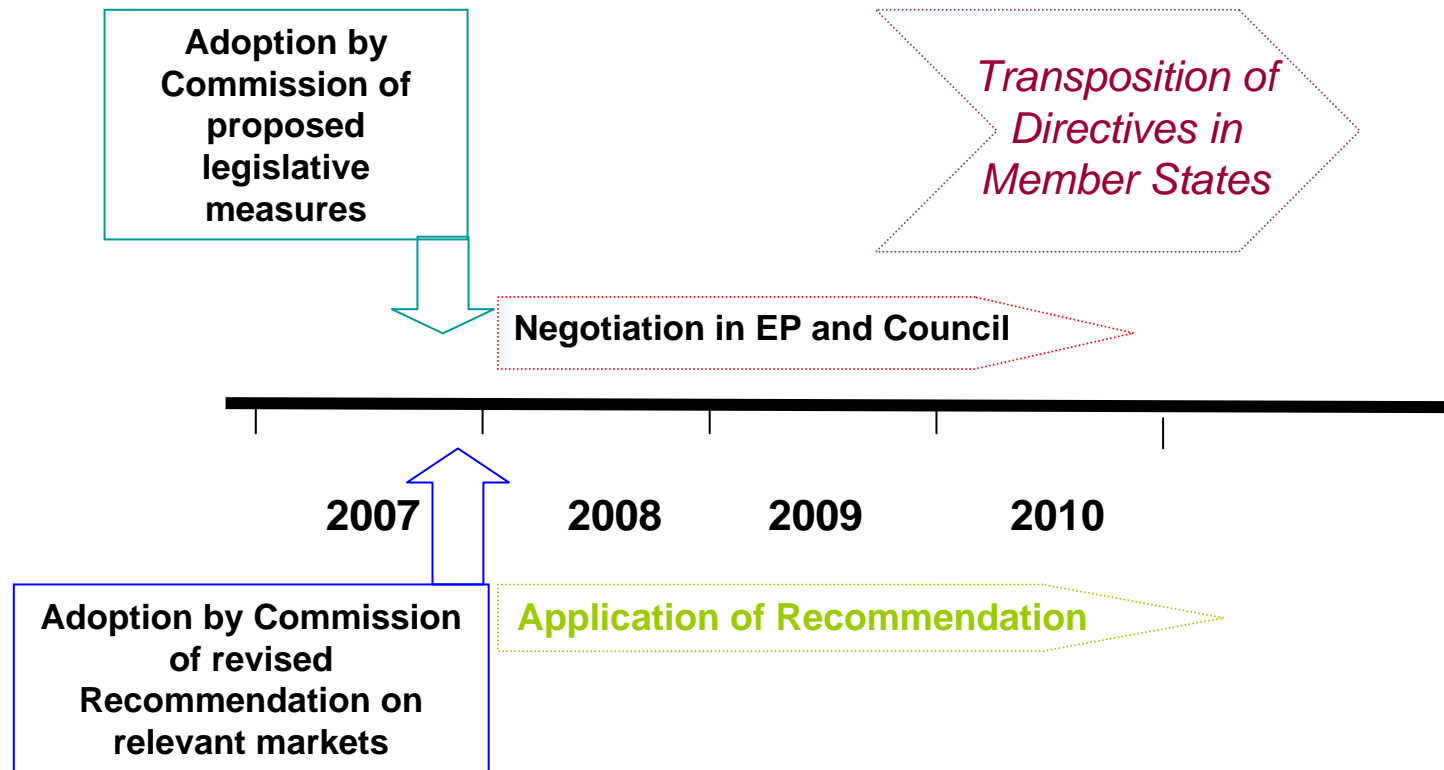 Adoption by
Commission of
proposed
legislative
measures
Transposition of
Directives in
Member States
Negotiation in EP and Council
2007 2008 2009 2010
Adoption by Commission
of revised
Recommendation on
relevant markets
Application of Recommendation